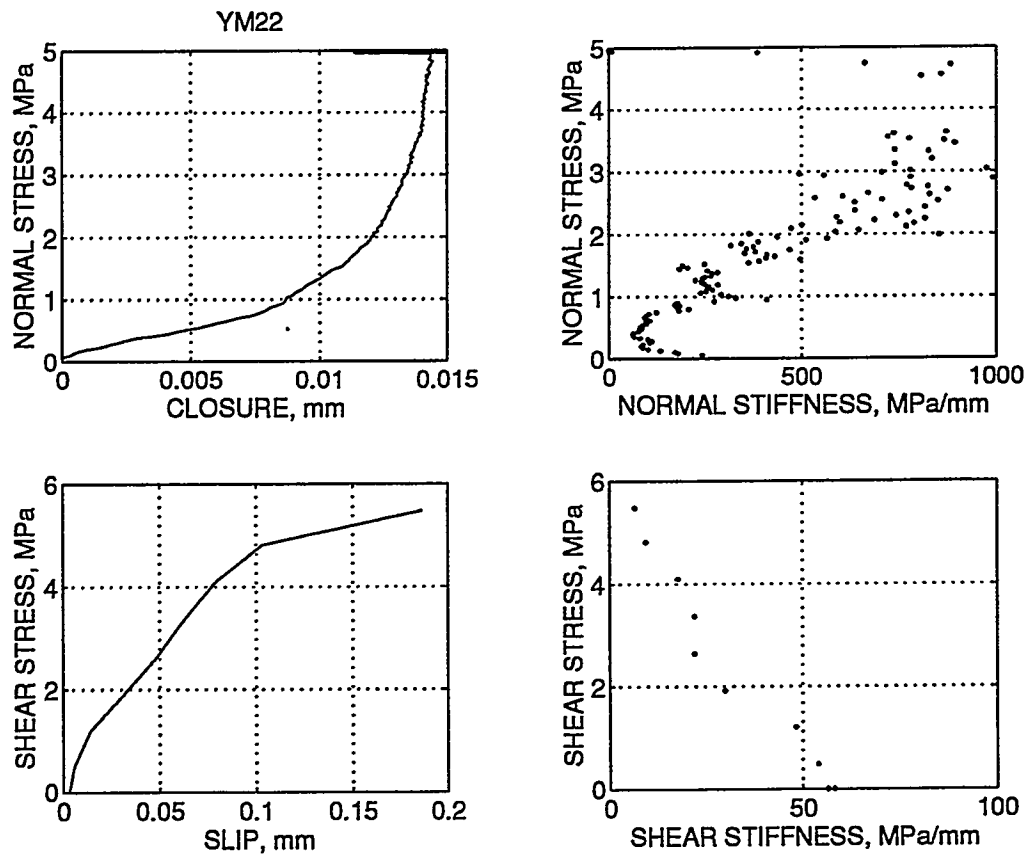 YM22
NORMAL STRESS, MPa
5
4
3
2
1
0
0 0.005 0.01 0.015
CLOSURE, mm
NORMAL STRESS, MPa
5
4
3
2
1
0
0 500 1000
NORMAL STIFFNESS, MPa/mm
SHEAR STRESS, MPa
6
4
2
0
0 0.05 0.1 0.15 0.2
SLIP, mm
SHEAR STRESS, MPa
6
4
2
0
0 50 100
SHEAR STIFFNESS, MPa/mm